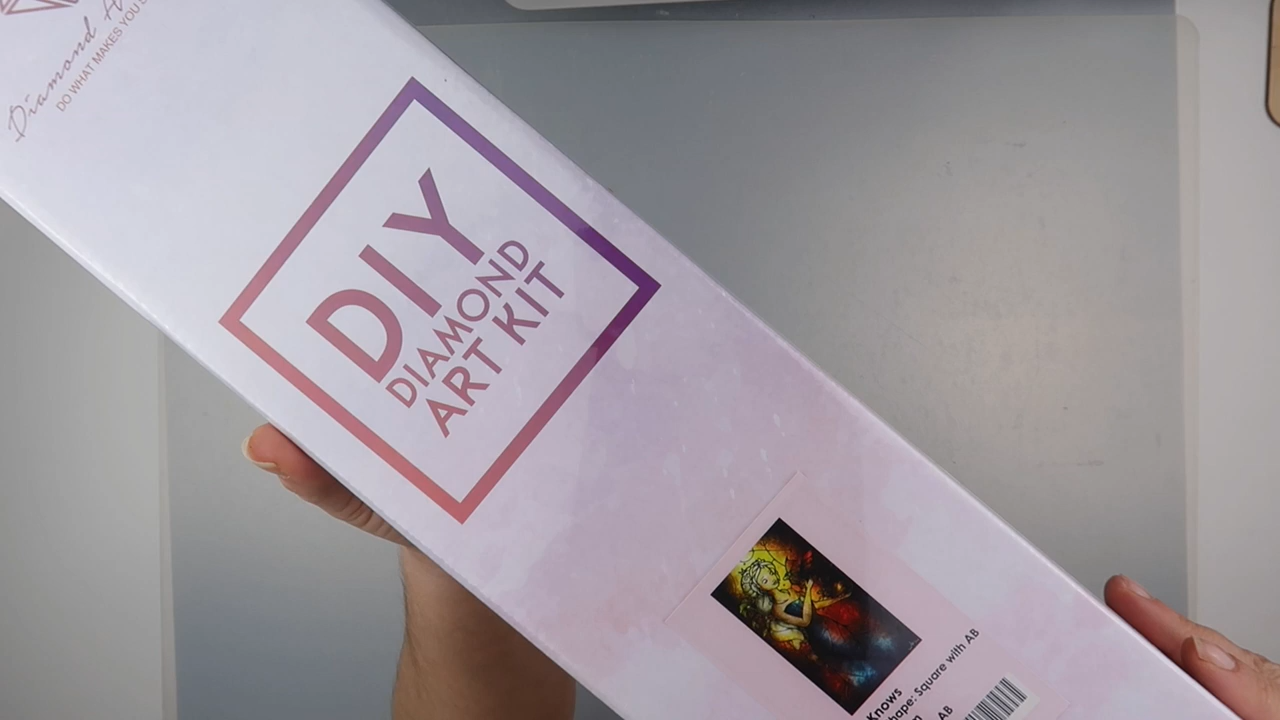 Diamond
DO WHAT MAKES YOU
DIY
DIAMOND
ART KIT
Knows
hape: Square with AB
AB